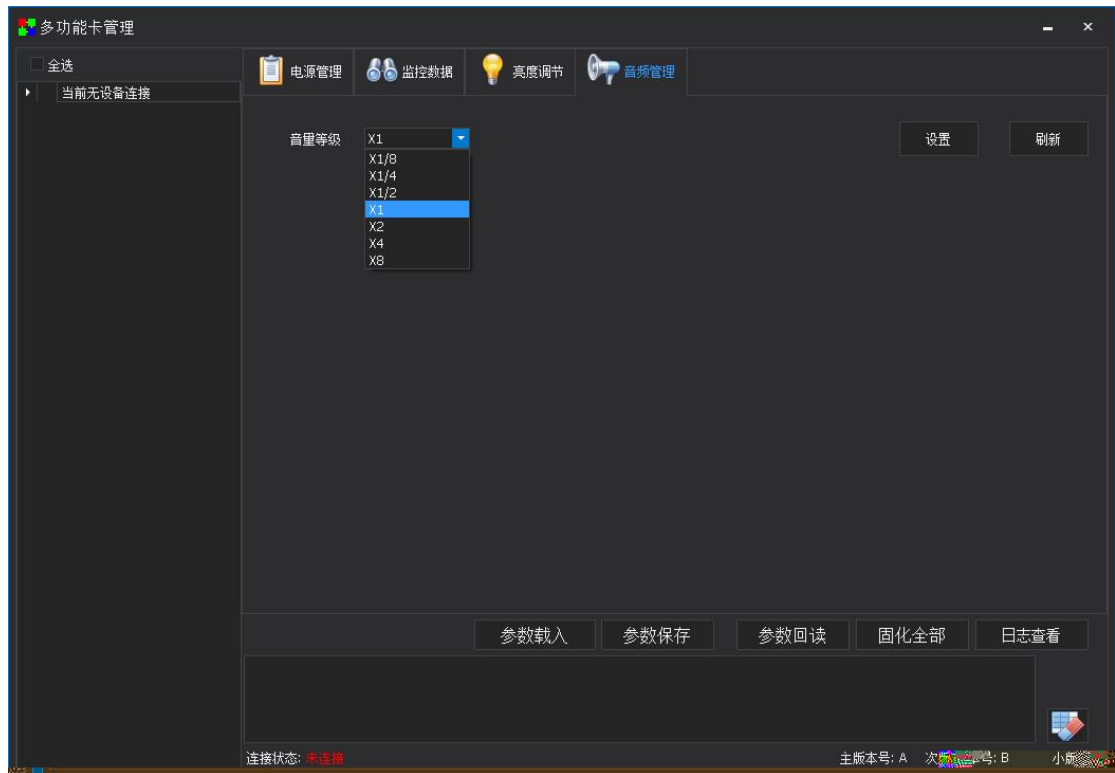 多功能卡管理
全选
当前无设备连接
电源管理 监控数据 亮度调节 音频管理
音量等级 X1 设置 刷新
X1/8
X1/4
X1/2
X1
X2
X4
X8
参数载入 参数保存 参数回读 固化全部 日志查看
连接状态: 未连接 主版本号: A 次版本号: B